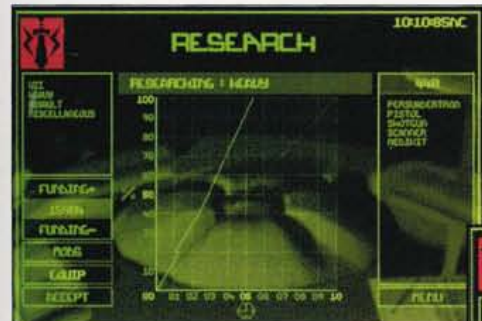 10:10:85NC
RESEARCH
UZI
HEAVY
ASSAULT
MISCELLANEOUS
FUNDING+
FUNDING-
MODS
EQUIP
ACCEPT
RESEARCHING : HEAVY
100
90
80
70
60
50
40
30
20
10
00 01 02 03 04 05 06 07 08 09 10
PERSUADERTRON
PISTOL
SHOTGUN
SCANNER
MEDIKIT
MENU